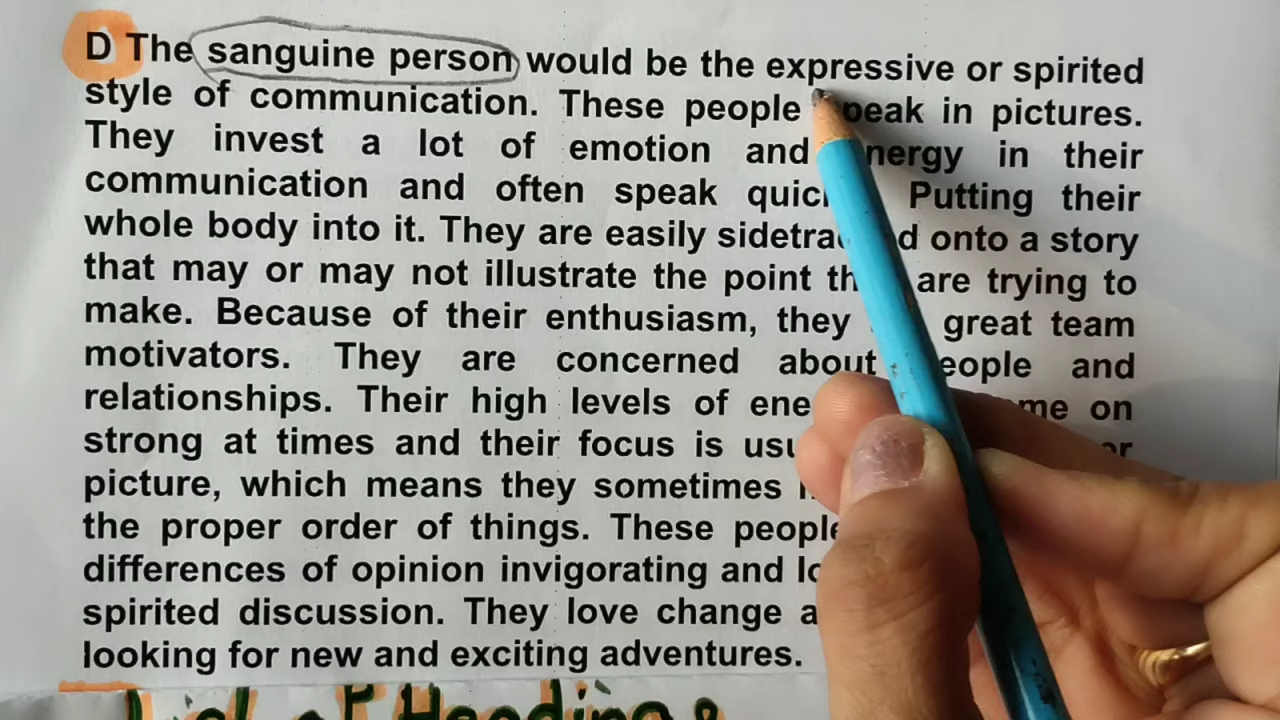 D The sanguine person would be the expressive or spirited
style of communication. These people speak in pictures.
They invest a lot of emotion and energy in their
communication and often speak Putting their
whole body into it. They are easily sidetracked onto a story
that may or may not illustrate the point are trying to
make. Because of their enthusiasm, they great team
motivators. They are concerned about people and
relationships. Their high levels of on
strong at times and their focus is
picture, which means they sometimes
the proper order of things. These people
differences of opinion invigorating and
spirited discussion. They love change
looking for new and exciting adventures.
List of Headings